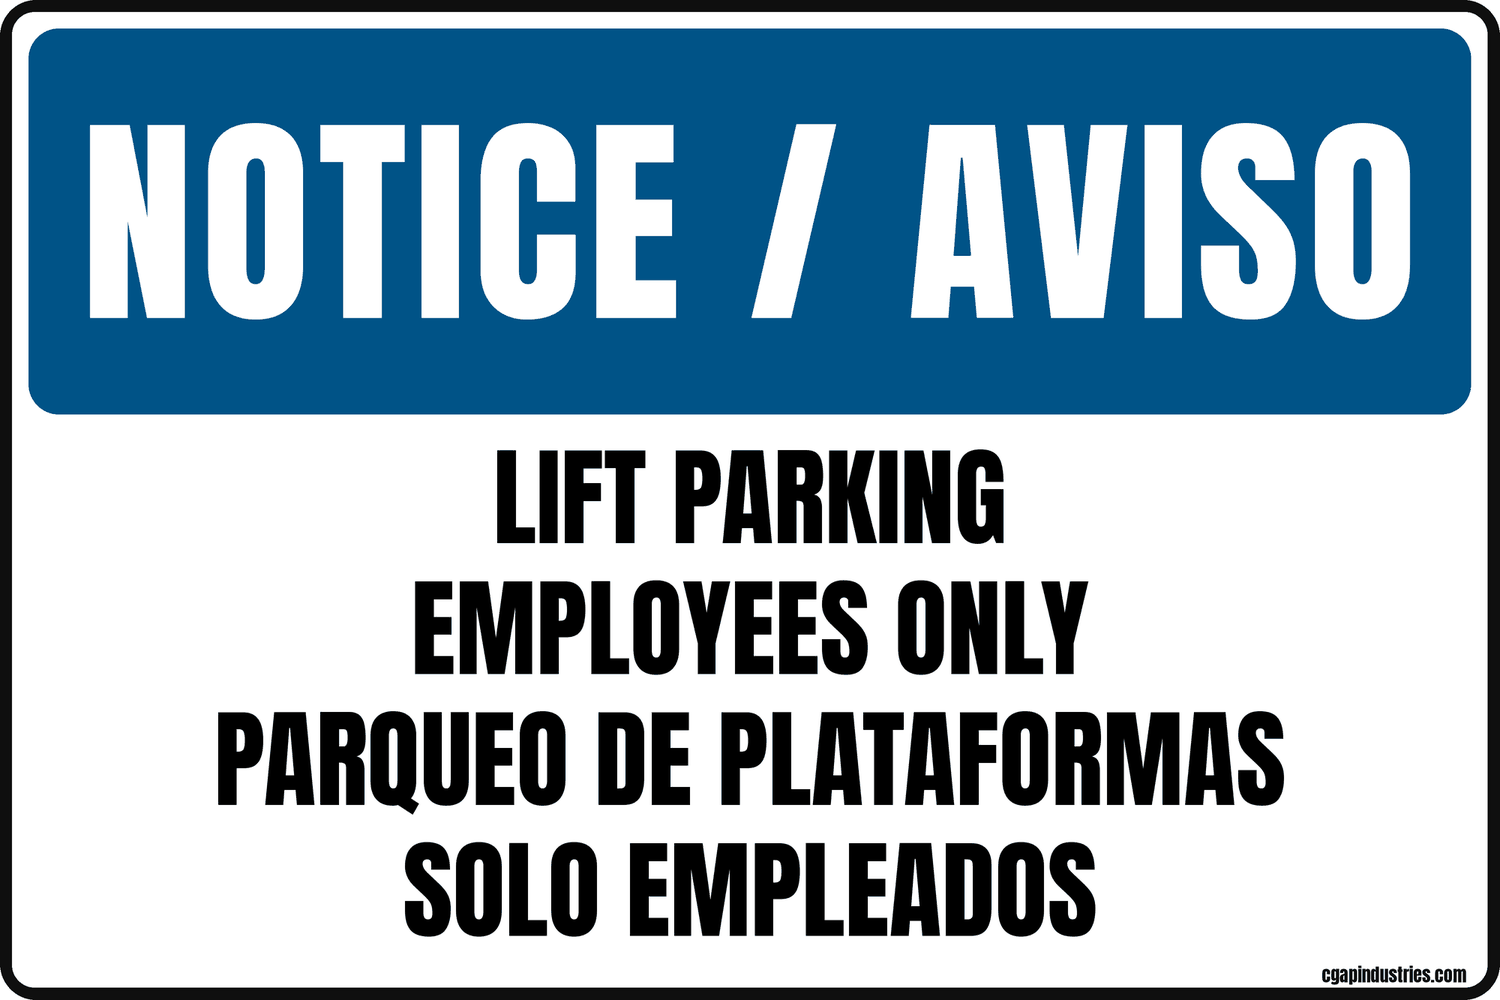 NOTICE / AVISO
LIFT PARKING
EMPLOYEES ONLY
PARQUEO DE PLATAFORMAS
SOLO EMPLEADOS
cgapindustries.com